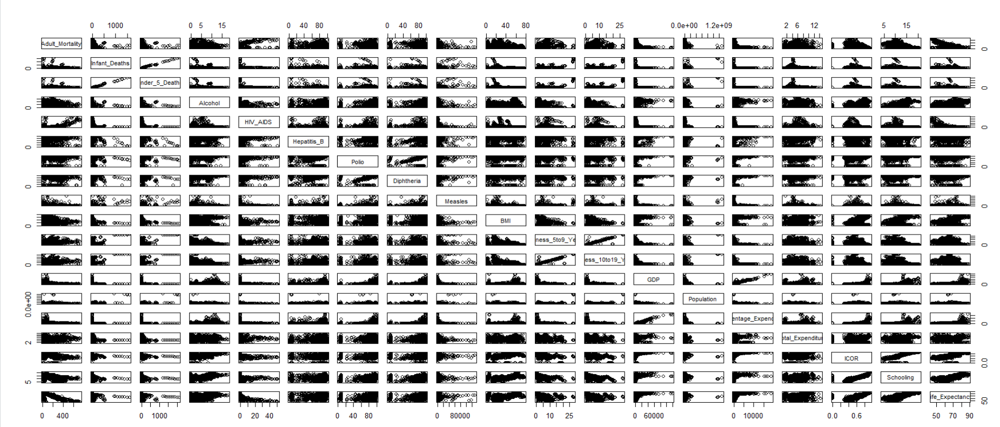 0 1000 0 5 15 0 40 80 0 40 80 0 40 80 0 10 25 0.0e+00 1.2e+09 2 6 12 5 15
Adult_Mortality 0
0 Infant_Deaths
nder_5_Death 0
0 Alcohol
HIV_AIDS 0
0 Hepatitis_B
Polio 0
0 Diphtheria
Measles 0
0 BMI
ness_5to9_Ye 0
0 ess_10to19_Y
GDP 0
0.0e+00 Population
entage_Expend 0
2 otal_Expenditur
ICOR 0.0
5 Schooling
ife_Expectanc 50
0 400 0 1000 0 20 40 0 40 80 0 80000 0 10 25 0 60000 0 10000 0.0 0.6 50 70 90